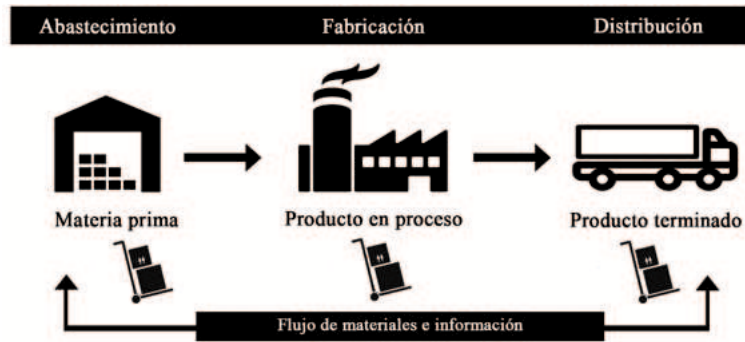 Abastecimiento
Fabricación
Distribución
Materia prima
Producto en proceso
Producto terminado
Flujo de materiales e información